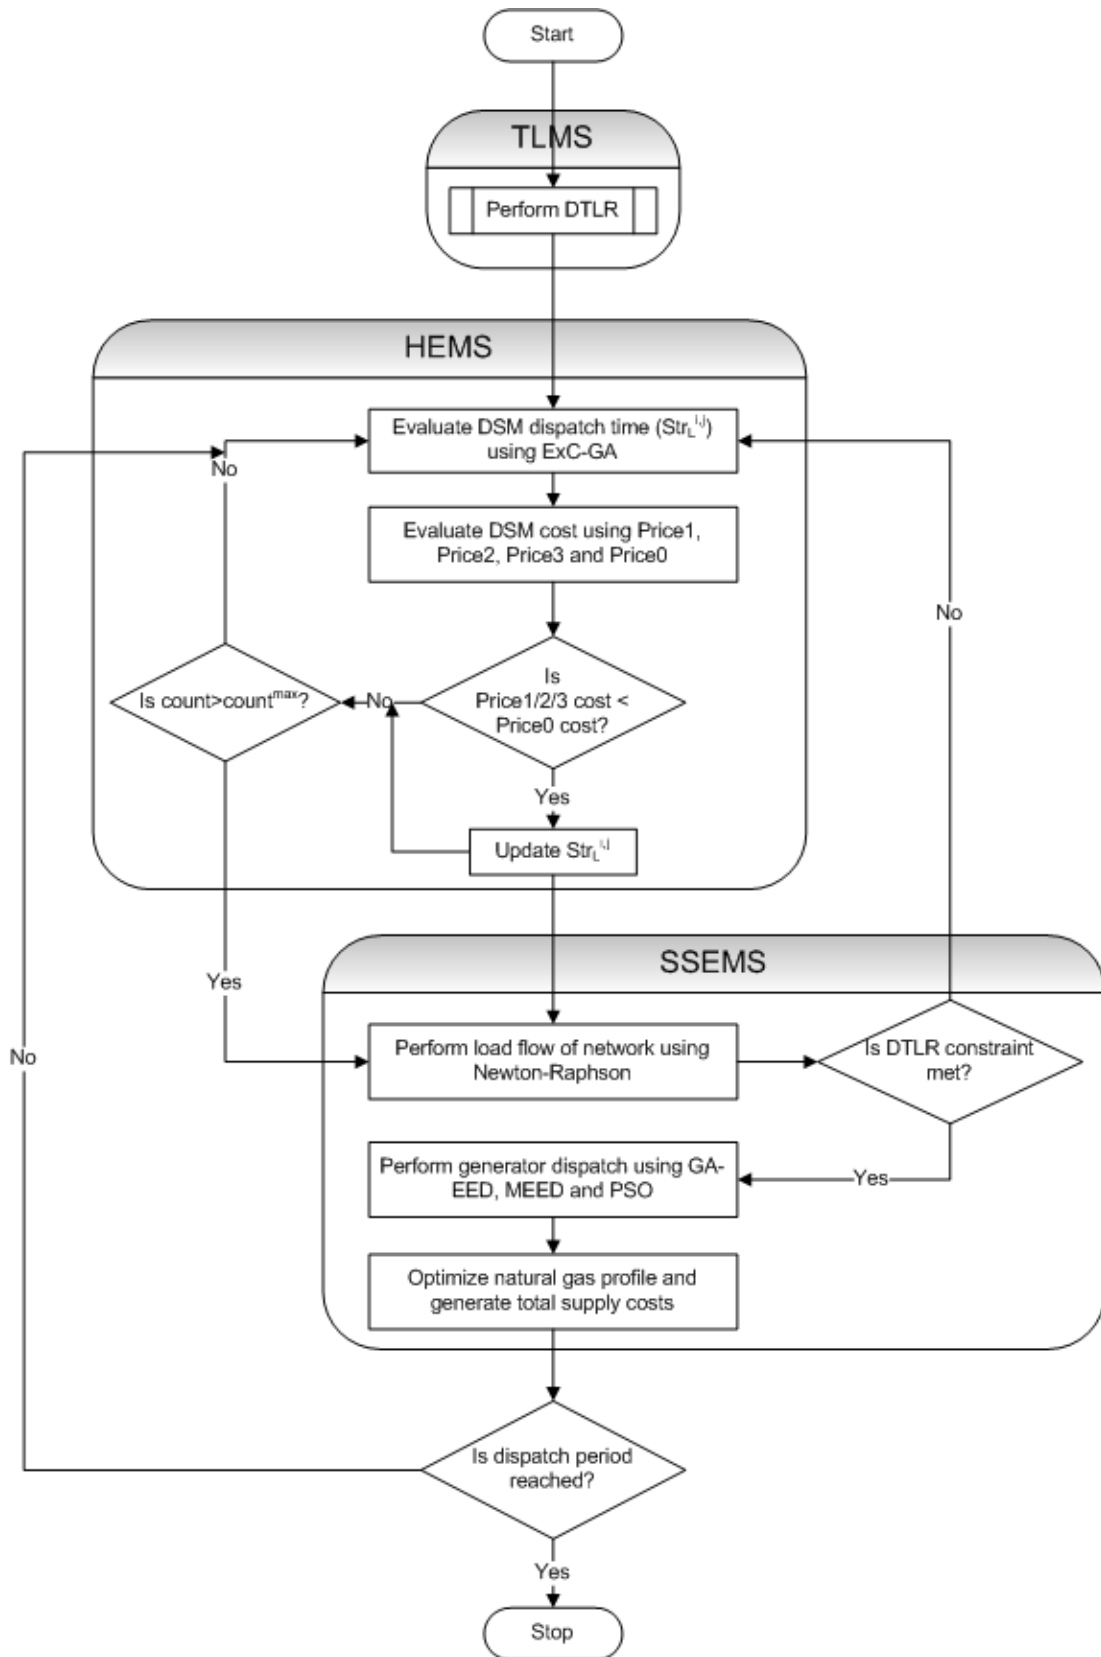 Start
TLMS
Perform DTLR
HEMS
Evaluate DSM dispatch time (Str_L^i,j)
using ExC-GA
No
Evaluate DSM cost using Price1,
Price2, Price3 and Price0
No
Is
Price1/2/3 cost <
Price0 cost?
No
Is count>count^max?
Yes
Update Str_L^i,j
SSEMS
Yes
Perform load flow of network using
Newton-Raphson
Is DTLR constraint
met?
No
Perform generator dispatch using GA-
EED, MEED and PSO
Yes
Optimize natural gas profile and
generate total supply costs
Is dispatch period
reached?
Yes
Stop